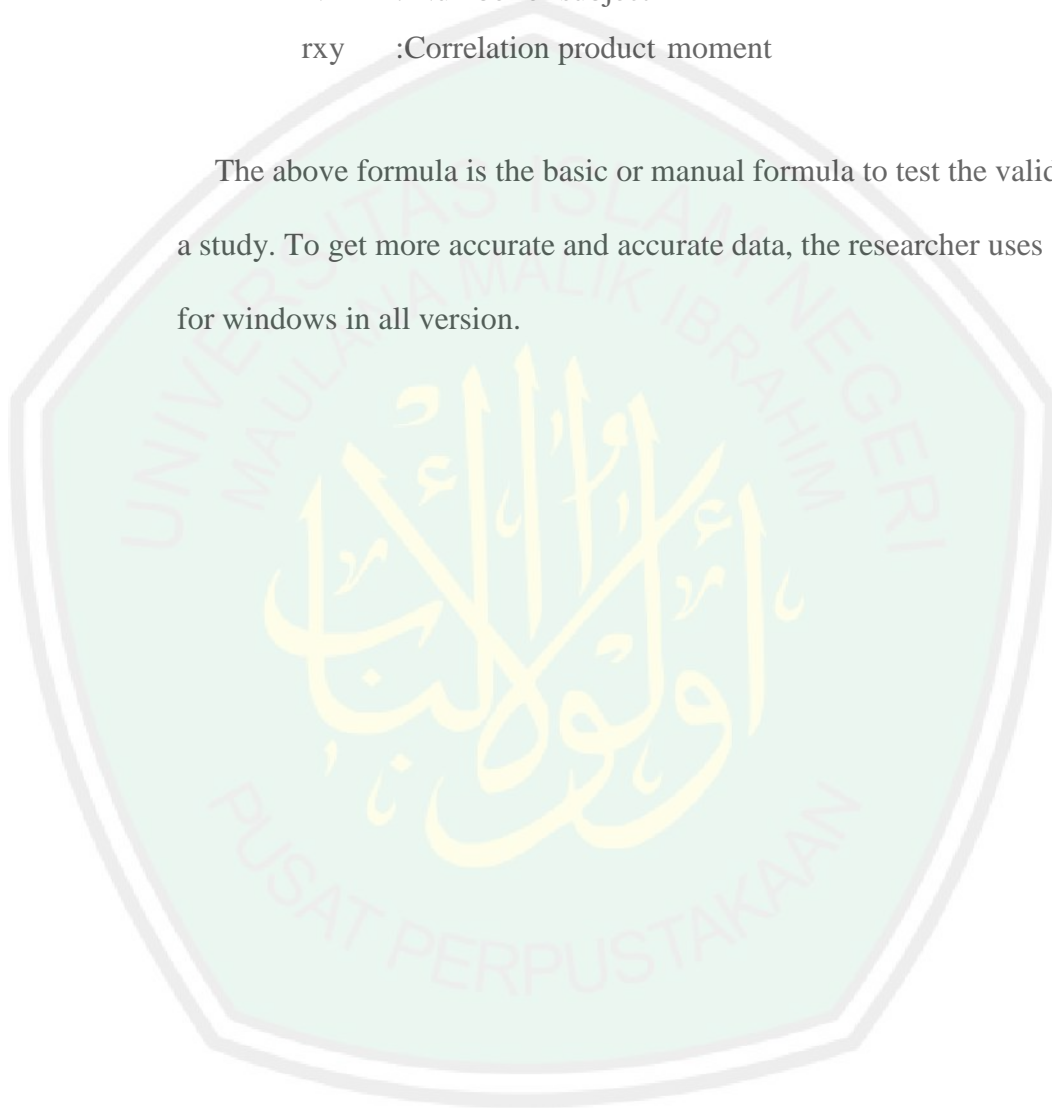 rxy :Correlation product moment
The above formula is the basic or manual formula to test the valid
a study. To get more accurate and accurate data, the researcher uses
for windows in all version.
UNIVERSITAS ISLAM NEGERI
MAULANA MALIK IBRAHIM
أولوا الألباب
PUSAT PERPUSTAKAAN